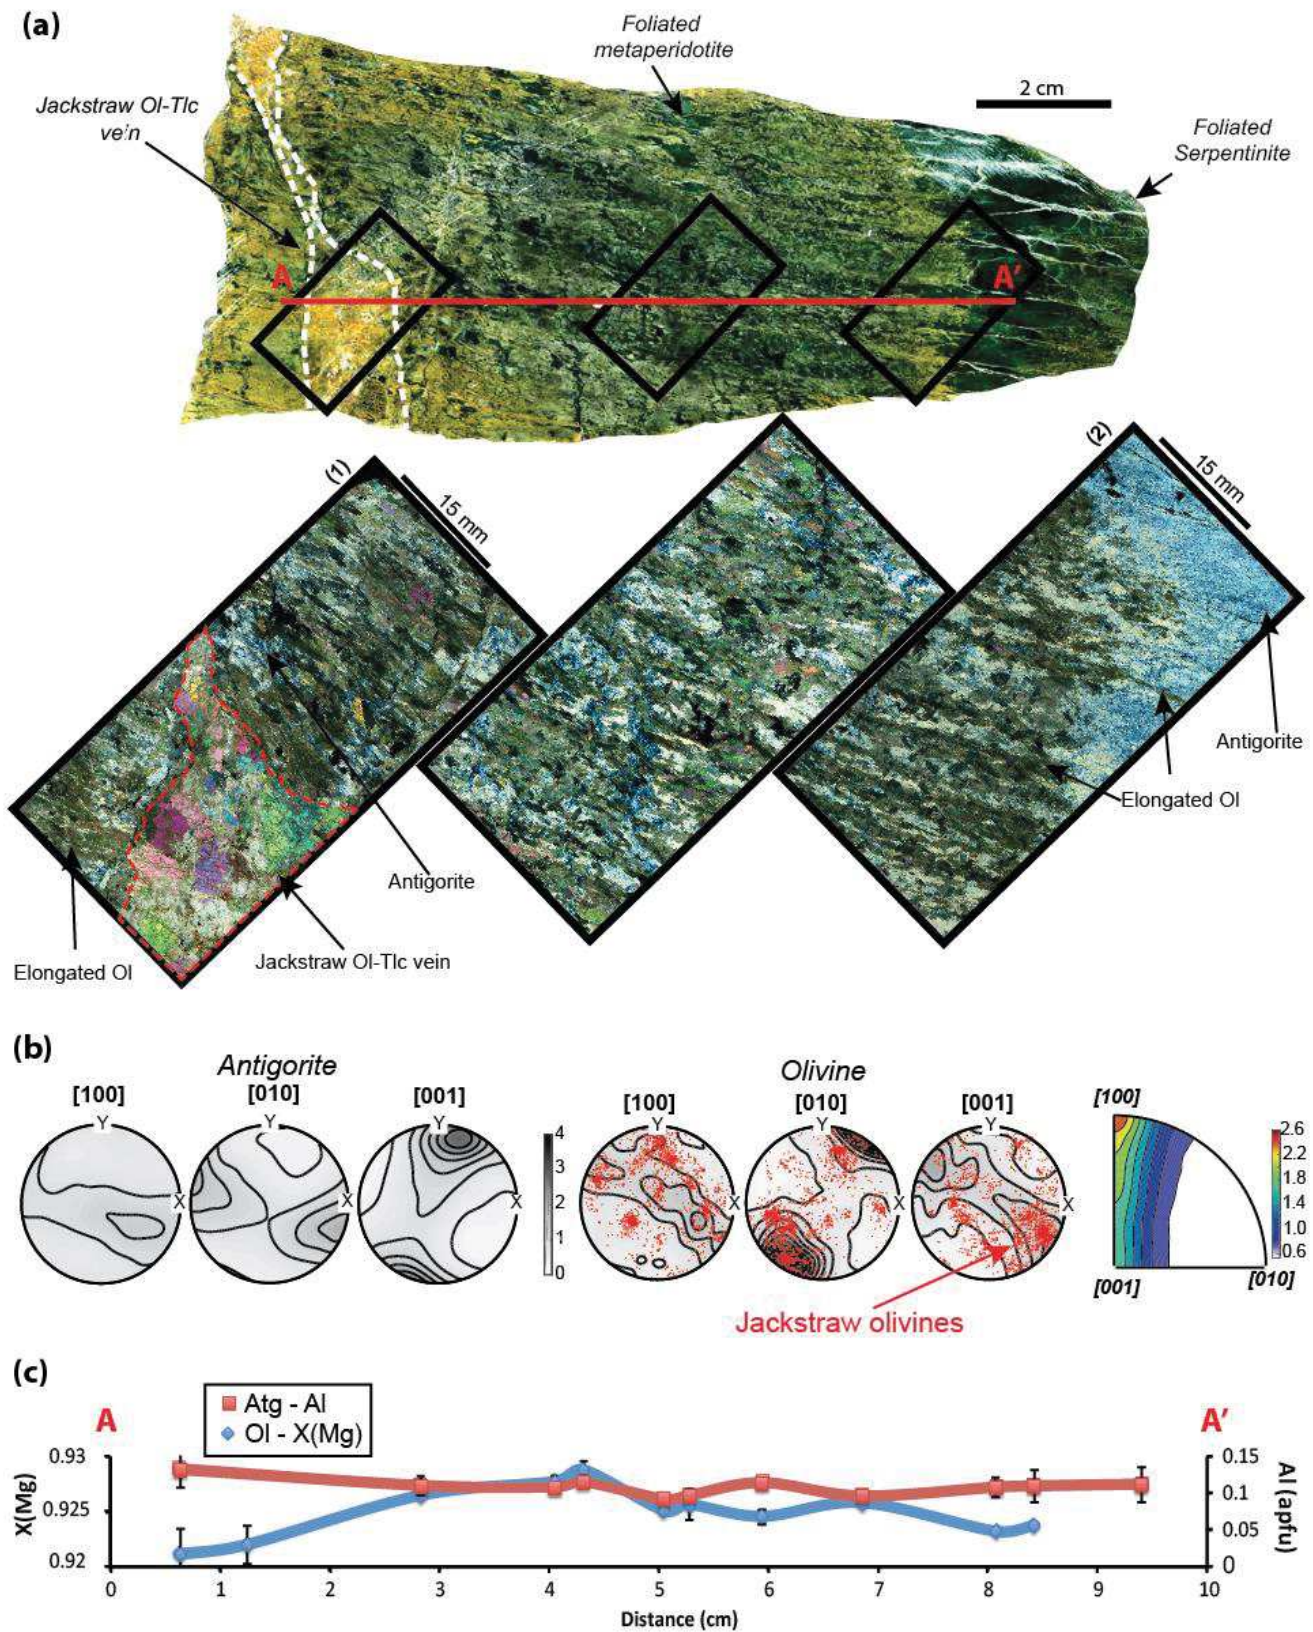 (a)
Foliated
metaperidotite
2 cm
Jackstraw Ol-Tlc
vein
Foliated
Serpentinite
A
A'
(1)
15 mm
(2)
15 mm
Antigorite
Elongated Ol
Antigorite
Elongated Ol
Jackstraw Ol-Tlc vein
(b)
Antigorite
[100]
[010]
[001]
Y
Y
Y
X
X
X
4
3
2
1
0
Olivine
[100]
[010]
[001]
Y
Y
Y
X
X
X
Jackstraw olivines
[100]
[001]
[010]
2.6
2.2
1.8
1.4
1.0
0.6
(c)
A
A'
Atg - Al
Ol - X(Mg)
X(Mg)
0.93
0.925
0.92
0.15
0.1
0.05
0
Al (apfu)
0 1 2 3 4 5 6 7 8 9 10
Distance (cm)